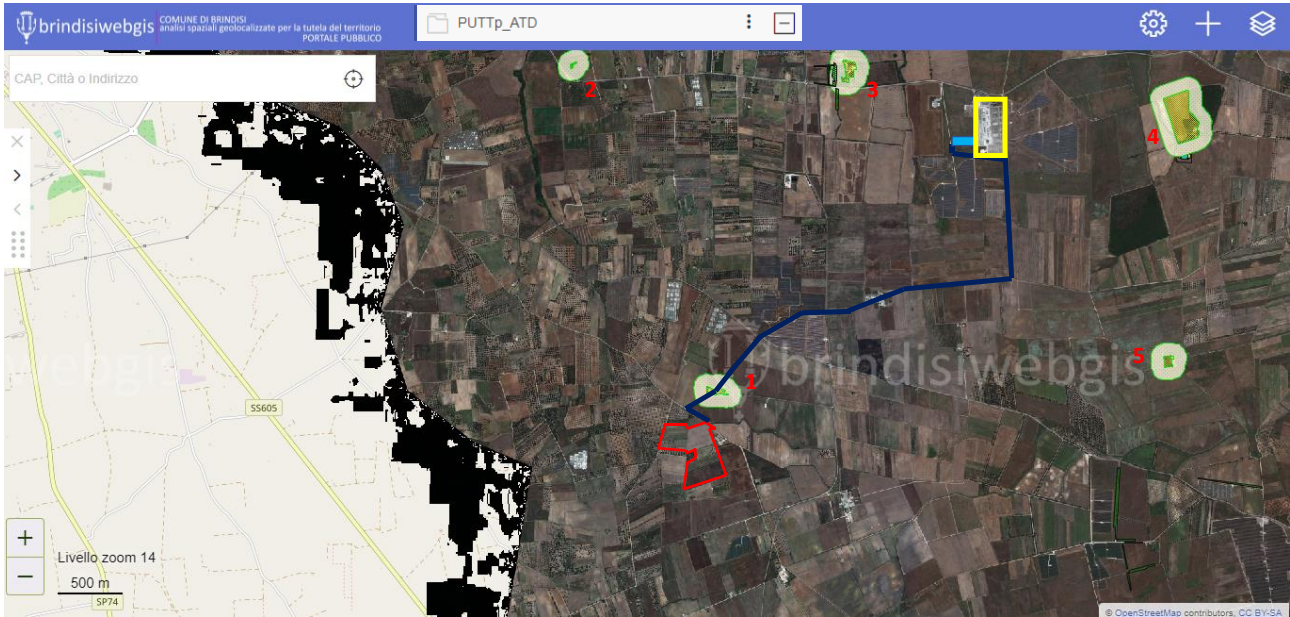 brindisiwebgis
COMUNE DI BRINDISI
analisi spaziali geolocalizzate per la tutela del territorio
PORTALE PUBBLICO
PUTTp_ATD
CAP, Città o Indirizzo
2
3
4
webgis
brindisiwebgis
5
1
SS605
Livello zoom 14
500 m
SP74
© OpenStreetMap contributors, CC BY-SA